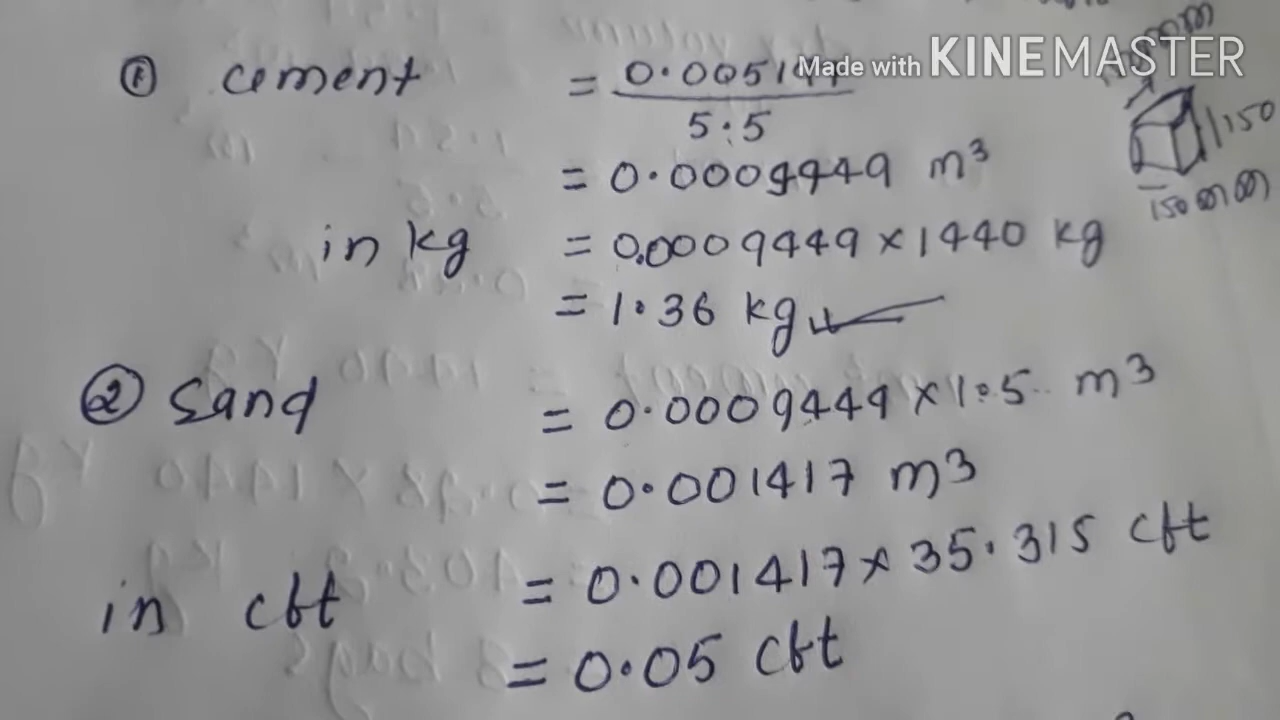 Made with KINEMASTER
① cement = 0.005197 / 5.5
= 0.0009449 m³
150
150 mm
in kg = 0.0009449 × 1440 kg
= 1.36 kg
② Sand = 0.0009449 × 1.5 m³
= 0.001417 m³
in cft = 0.001417 × 35.315 cft
= 0.05 cft